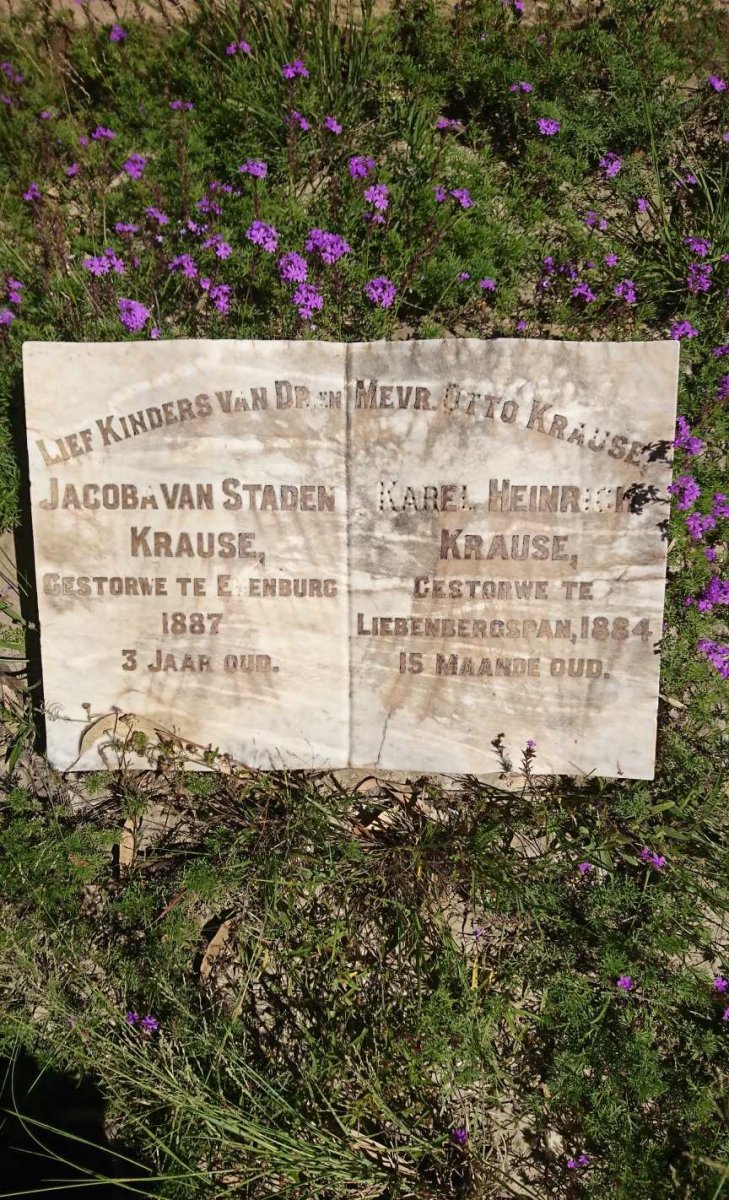 LIEF KINDERS VAN DR. EN MEVR. OTTO KRAUSE.
JACOBA VAN STADEN
KRAUSE,
GESTORWE TE EDENBURG
1887
3 JAAR OUD.
KAREL HEINRICH
KRAUSE,
GESTORWE TE
LIEBENBERGSPAN, 1884
15 MAANDE OUD.